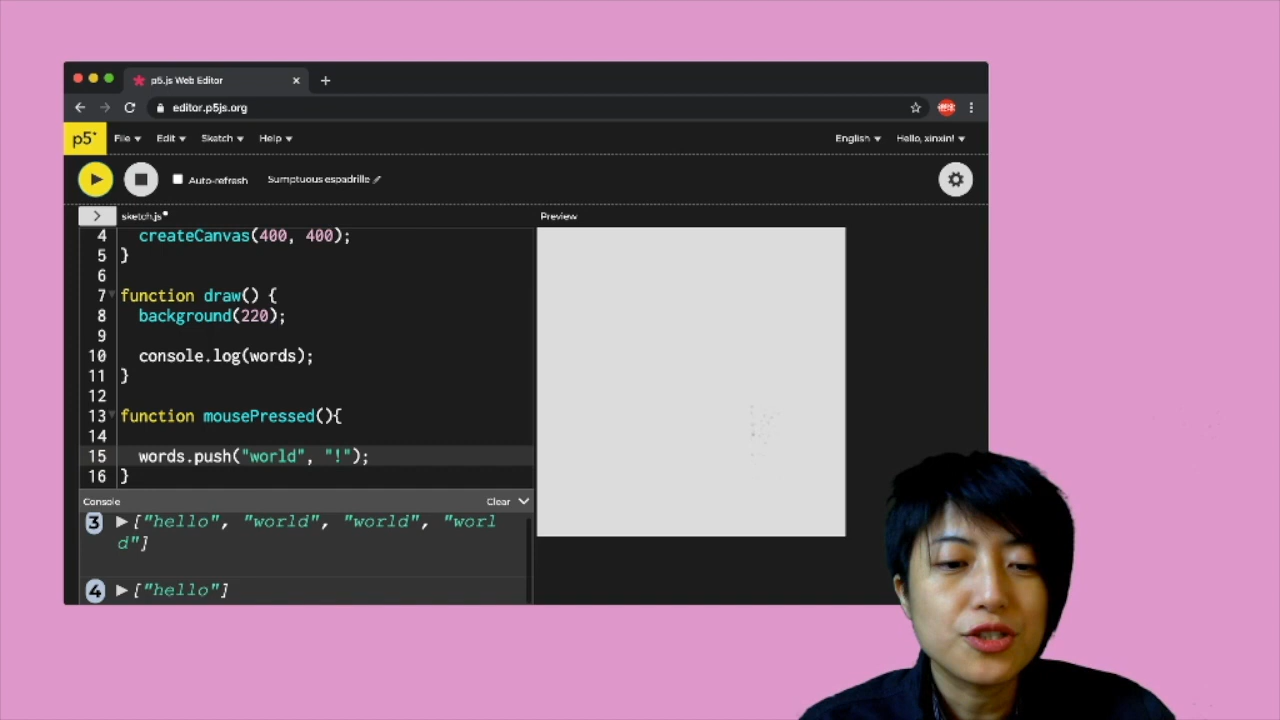 p5.js Web Editor
editor.p5js.org
p5* File Edit Sketch Help English Hello, xinxin!
Auto-refresh Sumptuous espadrille
sketch.js
Preview
4 createCanvas(400, 400);
5 }
6
7 function draw() {
8 background(220);
9
10 console.log(words);
11 }
12
13 function mousePressed(){
14
15 words.push("world", "!");
16 }
Console Clear
3 ["hello", "world", "world", "worl
d"]
4 ["hello"]